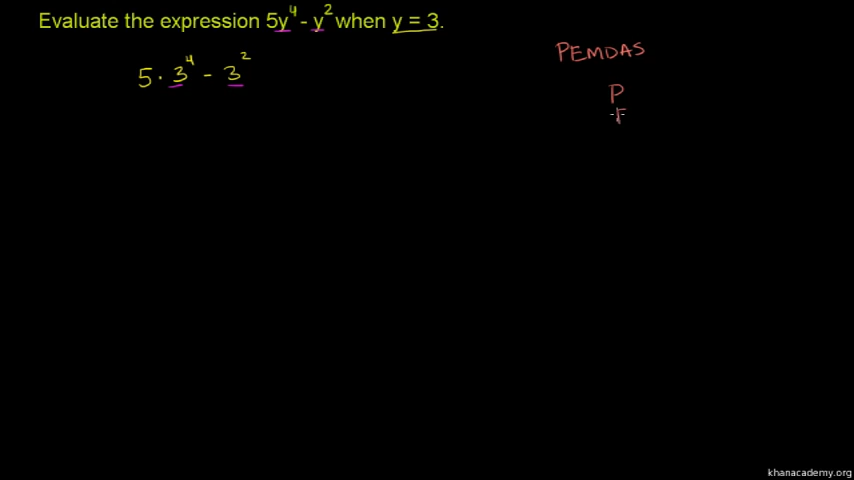 Evaluate the expression 5y⁴ - y² when y = 3.
5 · 3⁴ - 3²
PEMDAS
P
khanacademy.org